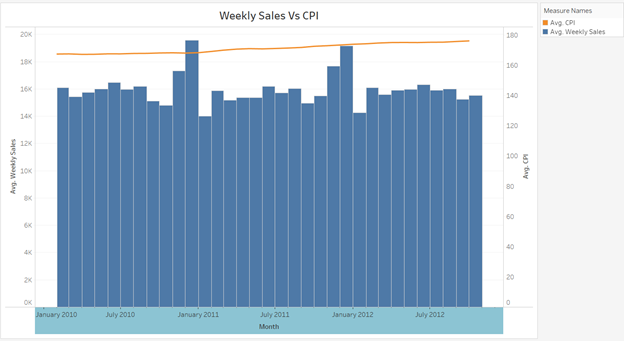 Weekly Sales Vs CPI
Measure Names
Avg. CPI
Avg. Weekly Sales
20K
18K
16K
14K
12K
10K
8K
6K
4K
2K
0K
Avg. Weekly Sales
180
160
140
120
100
80
60
40
20
0
Avg. CPI
January 2010 July 2010 January 2011 July 2011 January 2012 July 2012
Month